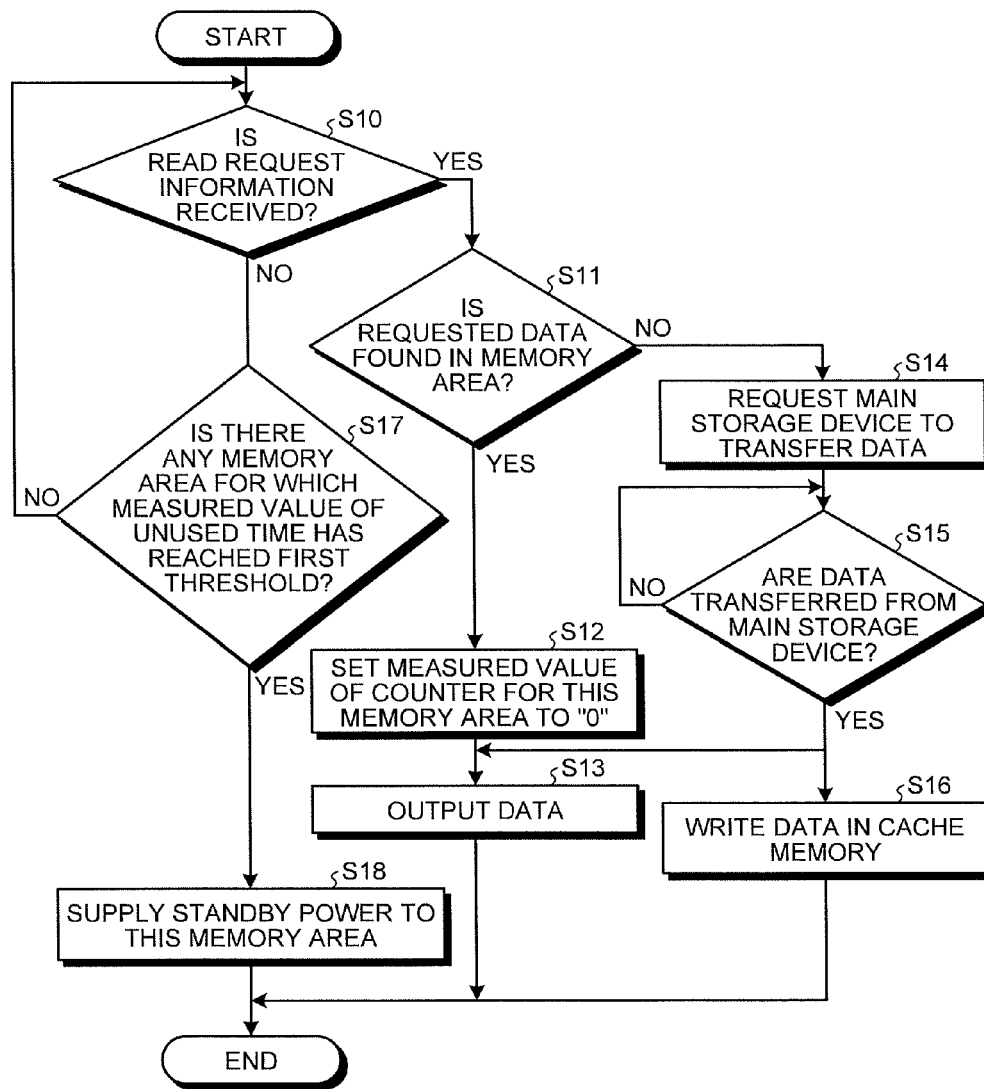 START
S10
IS
READ REQUEST
INFORMATION
RECEIVED?
YES
NO
S11
IS
REQUESTED DATA
FOUND IN MEMORY
AREA?
NO
YES
S14
REQUEST MAIN
STORAGE DEVICE TO
TRANSFER DATA
S17
IS THERE
ANY MEMORY
AREA FOR WHICH
MEASURED VALUE OF
UNUSED TIME HAS
REACHED FIRST
THRESHOLD?
NO
YES
S15
ARE DATA
TRANSFERRED FROM
MAIN STORAGE
DEVICE?
NO
YES
S12
SET MEASURED VALUE
OF COUNTER FOR THIS
MEMORY AREA TO "0"
S13
OUTPUT DATA
S16
WRITE DATA IN CACHE
MEMORY
S18
SUPPLY STANDBY POWER TO
THIS MEMORY AREA
END